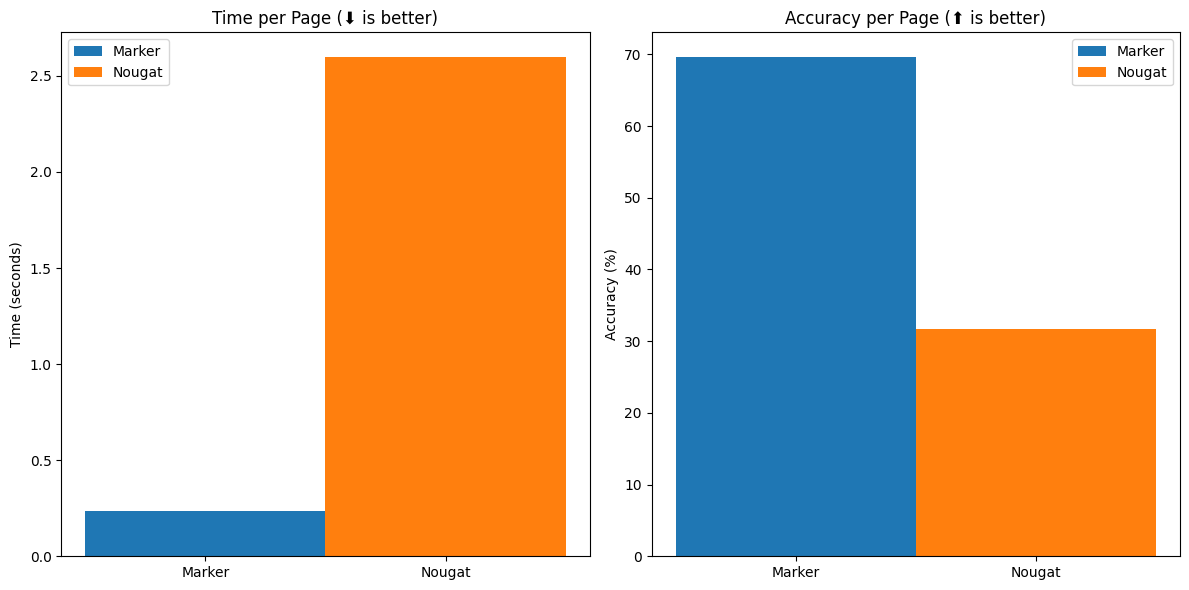 Time per Page (⬇ is better)
Marker
Nougat
Time (seconds)
2.5
2.0
1.5
1.0
0.5
0.0
Marker
Nougat
Accuracy per Page (⬆ is better)
Marker
Nougat
Accuracy (%)
70
60
50
40
30
20
10
0
Marker
Nougat